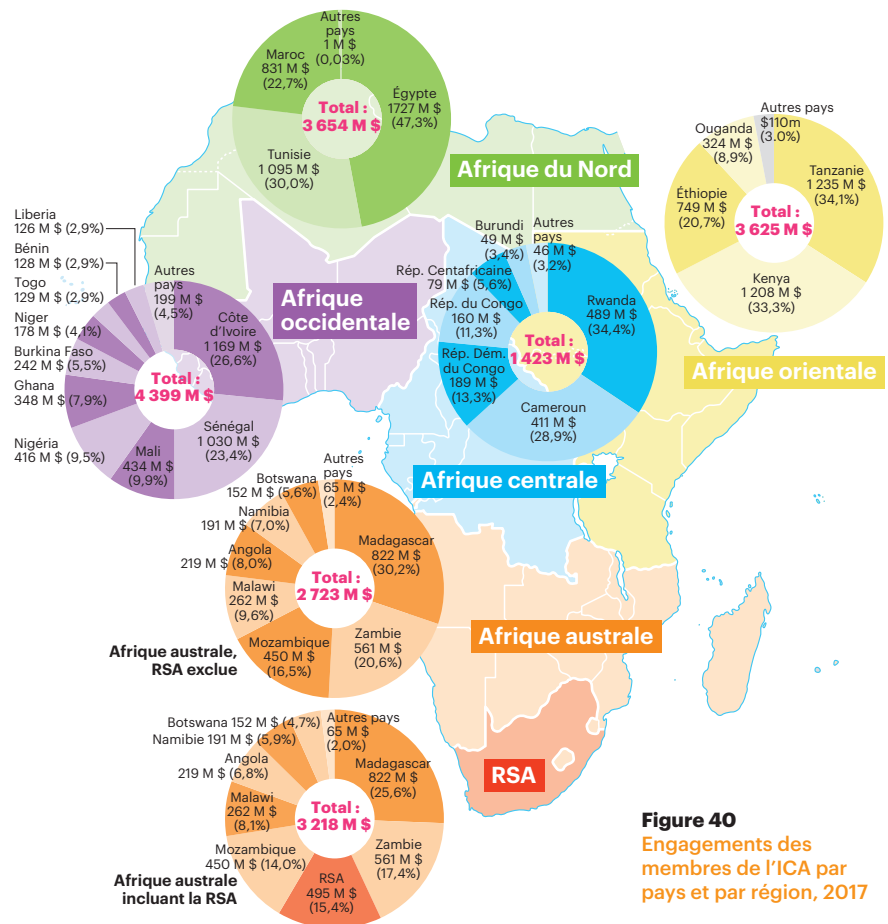 Autres
pays
1 M $
(0,03%)
Maroc
831 M $
(22,7%)
Égypte
1727 M $
(47,3%)
Total :
3 654 M $
Tunisie
1 095 M $
(30,0%)
Afrique du Nord
Autres pays
$110m
(3.0%)
Ouganda
324 M $
(8,9%)
Tanzanie
1 235 M $
(34,1%)
Éthiopie
749 M $
(20,7%)
Total :
3 625 M $
Kenya
1 208 M $
(33,3%)
Afrique orientale
Liberia
126 M $ (2,9%)
Bénin
128 M $ (2,9%)
Togo
129 M $ (2,9%)
Niger
178 M $ (4,1%)
Burkina Faso
242 M $ (5,5%)
Ghana
348 M $ (7,9%)
Nigéria
416 M $ (9,5%)
Mali
434 M $
(9,9%)
Autres
pays
199 M $
(4,5%)
Côte
d'Ivoire
1 169 M $
(26,6%)
Total :
4 399 M $
Sénégal
1 030 M $
(23,4%)
Afrique
occidentale
Burundi
49 M $
(3,4%)
Autres
pays
46 M $
(3,2%)
Rép. Centafricaine
79 M $ (5,6%)
Rép. du Congo
160 M $
(11,3%)
Rwanda
489 M $
(34,4%)
Total :
1 423 M $
Rép. Dém.
du Congo
189 M $
(13,3%)
Cameroun
411 M $
(28,9%)
Afrique centrale
Botswana
152 M $ (5,6%)
Autres
pays
65 M $
(2,4%)
Namibia
191 M $ (7,0%)
Angola
219 M $ (8,0%)
Malawi
262 M $
(9,6%)
Madagascar
822 M $
(30,2%)
Total :
2 723 M $
Mozambique
450 M $
(16,5%)
Zambie
561 M $
(20,6%)
Afrique australe,
RSA exclue
Afrique australe
Botswana 152 M $ (4,7%)
Namibie 191 M $ (5,9%)
Autres pays
65 M $
(2,0%)
Angola
219 M $ (6,8%)
Malawi
262 M $
(8,1%)
Madagascar
822 M $
(25,6%)
Total :
3 218 M $
Mozambique
450 M $ (14,0%)
Zambie
561 M $
(17,4%)
RSA
495 M $
(15,4%)
Afrique australe
incluant la RSA
RSA
Figure 40
Engagements des
membres de l'ICA par
pays et par région, 2017